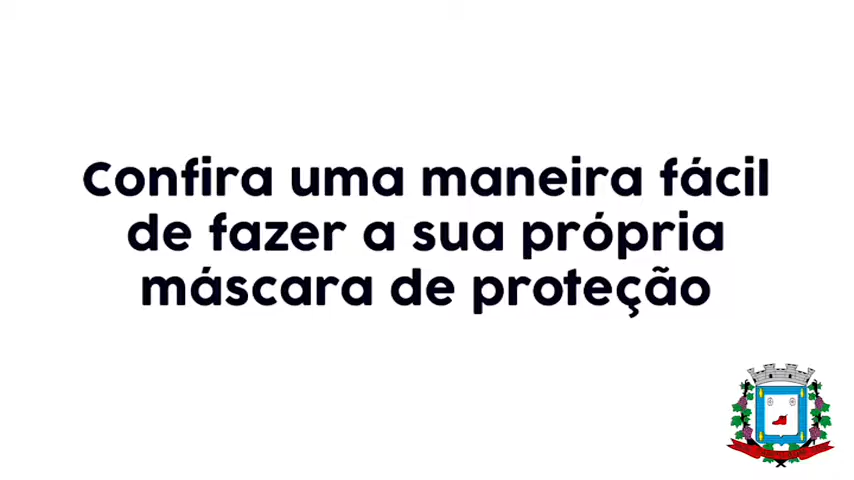 Confira uma maneira fácil
de fazer a sua própria
máscara de proteção